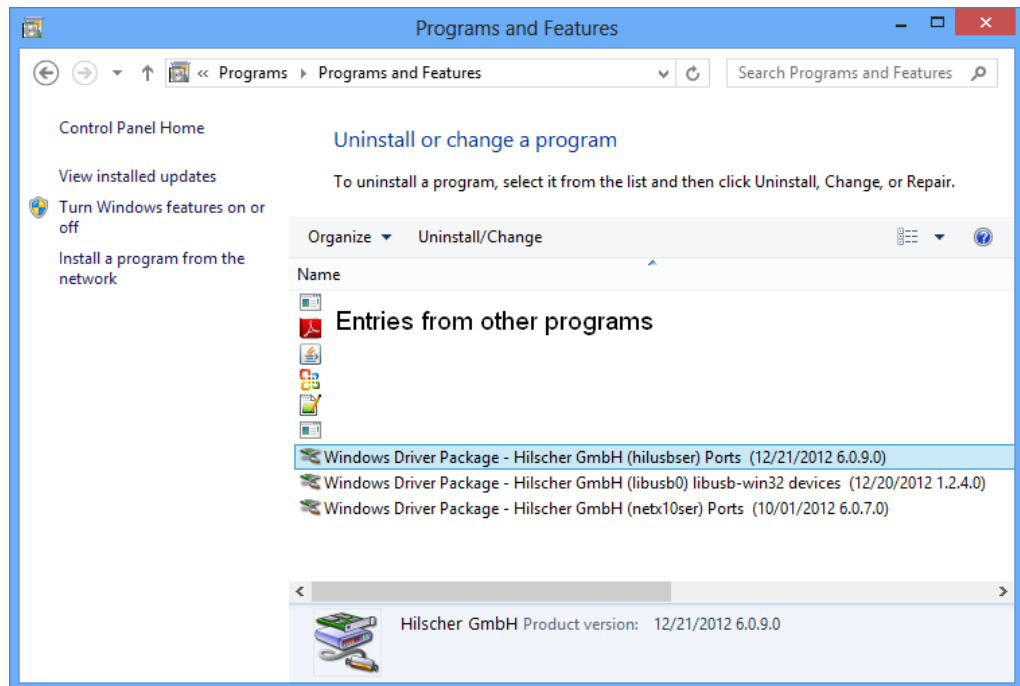 Programs and Features
« Programs Programs and Features
Search Programs and Features
Control Panel Home
View installed updates
Turn Windows features on or
off
Install a program from the
network
Uninstall or change a program
To uninstall a program, select it from the list and then click Uninstall, Change, or Repair.
Organize Uninstall/Change
Name
Entries from other programs
Windows Driver Package - Hilscher GmbH (hilusbser) Ports (12/21/2012 6.0.9.0)
Windows Driver Package - Hilscher GmbH (libusb0) libusb-win32 devices (12/20/2012 1.2.4.0)
Windows Driver Package - Hilscher GmbH (netx10ser) Ports (10/01/2012 6.0.7.0)
Hilscher GmbH Product version: 12/21/2012 6.0.9.0